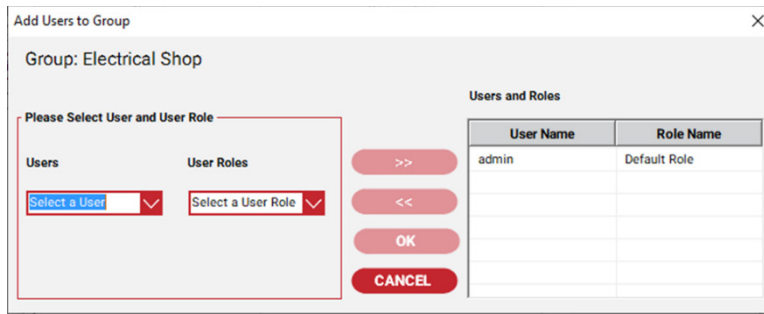 Add Users to Group
Group: Electrical Shop
Please Select User and User Role
Users
User Roles
Select a User
Select a User Role
>>
<<
OK
CANCEL
Users and Roles
User Name Role Name
admin Default Role